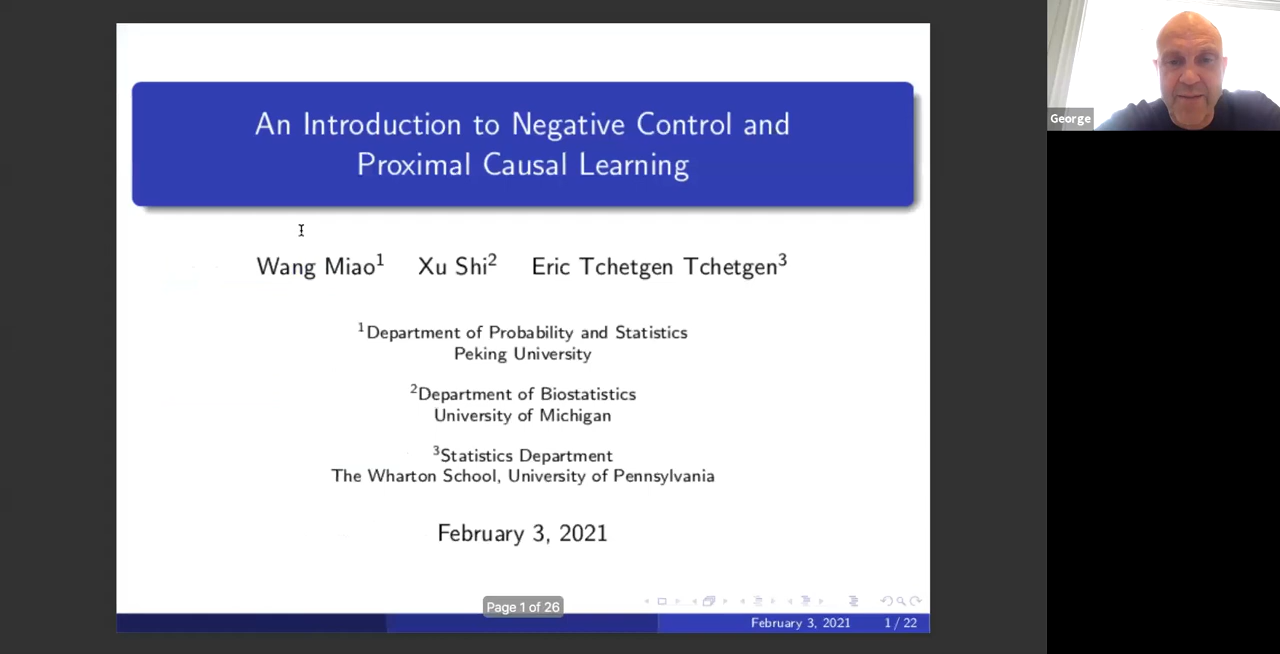 An Introduction to Negative Control and
Proximal Causal Learning
Wang Miao¹ Xu Shi² Eric Tchetgen Tchetgen³
¹Department of Probability and Statistics
Peking University
²Department of Biostatistics
University of Michigan
³Statistics Department
The Wharton School, University of Pennsylvania
February 3, 2021
Page 1 of 26
February 3, 2021 1 / 22
George